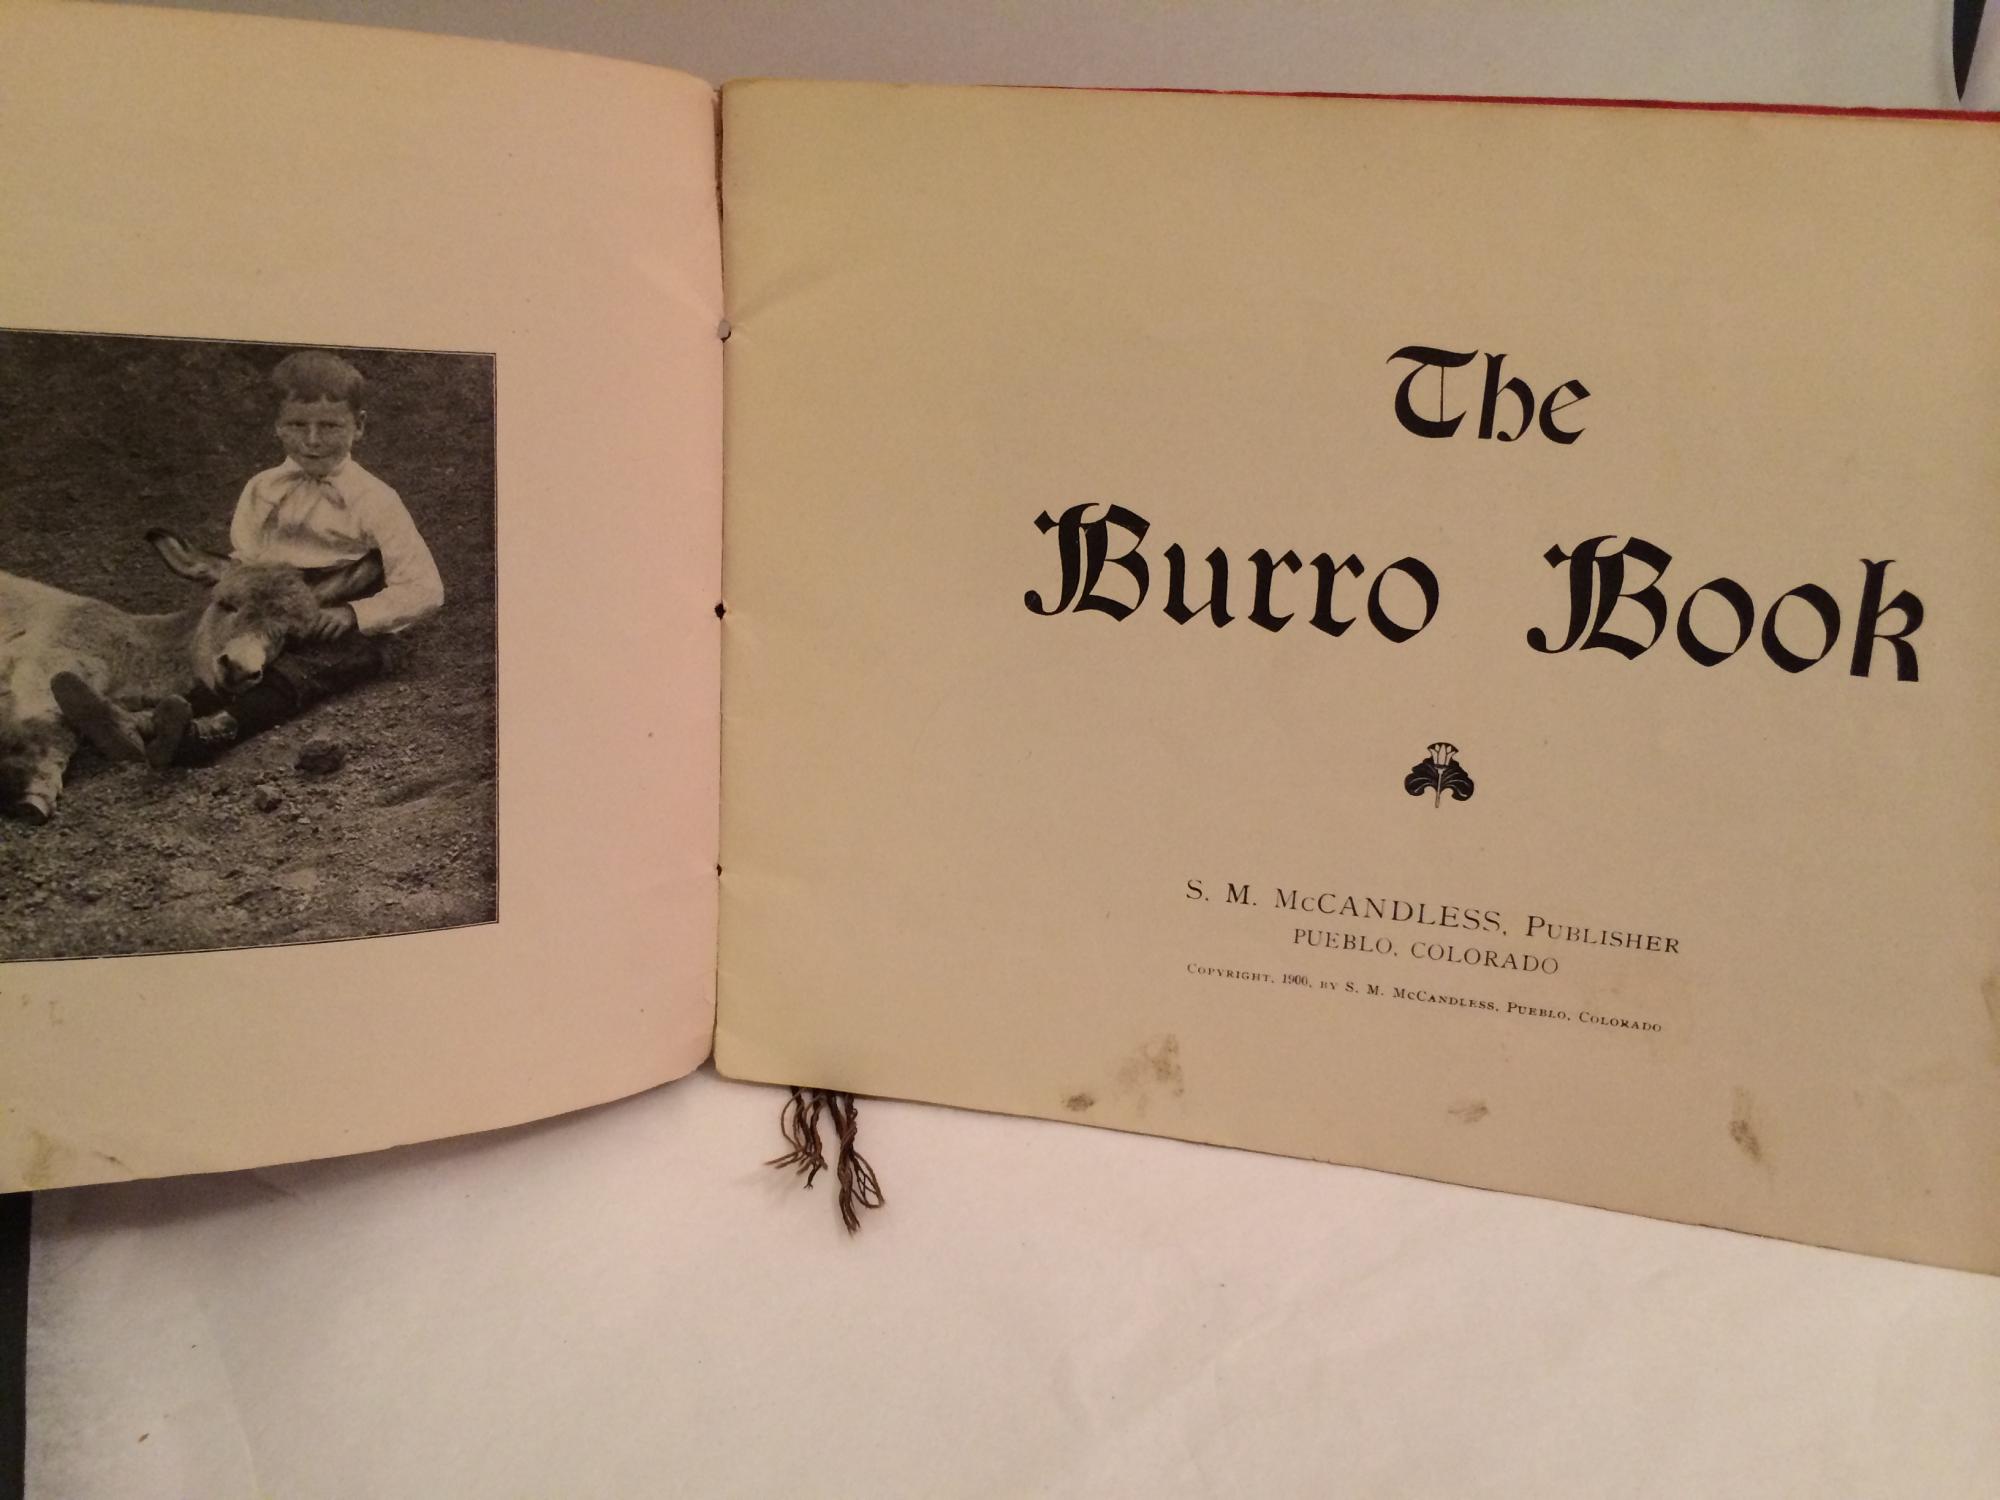 The
Burro Book
S. M. McCANDLESS, PUBLISHER
PUEBLO, COLORADO
COPYRIGHT, 1900, BY S. M. McCANDLESS, PUEBLO, COLORADO